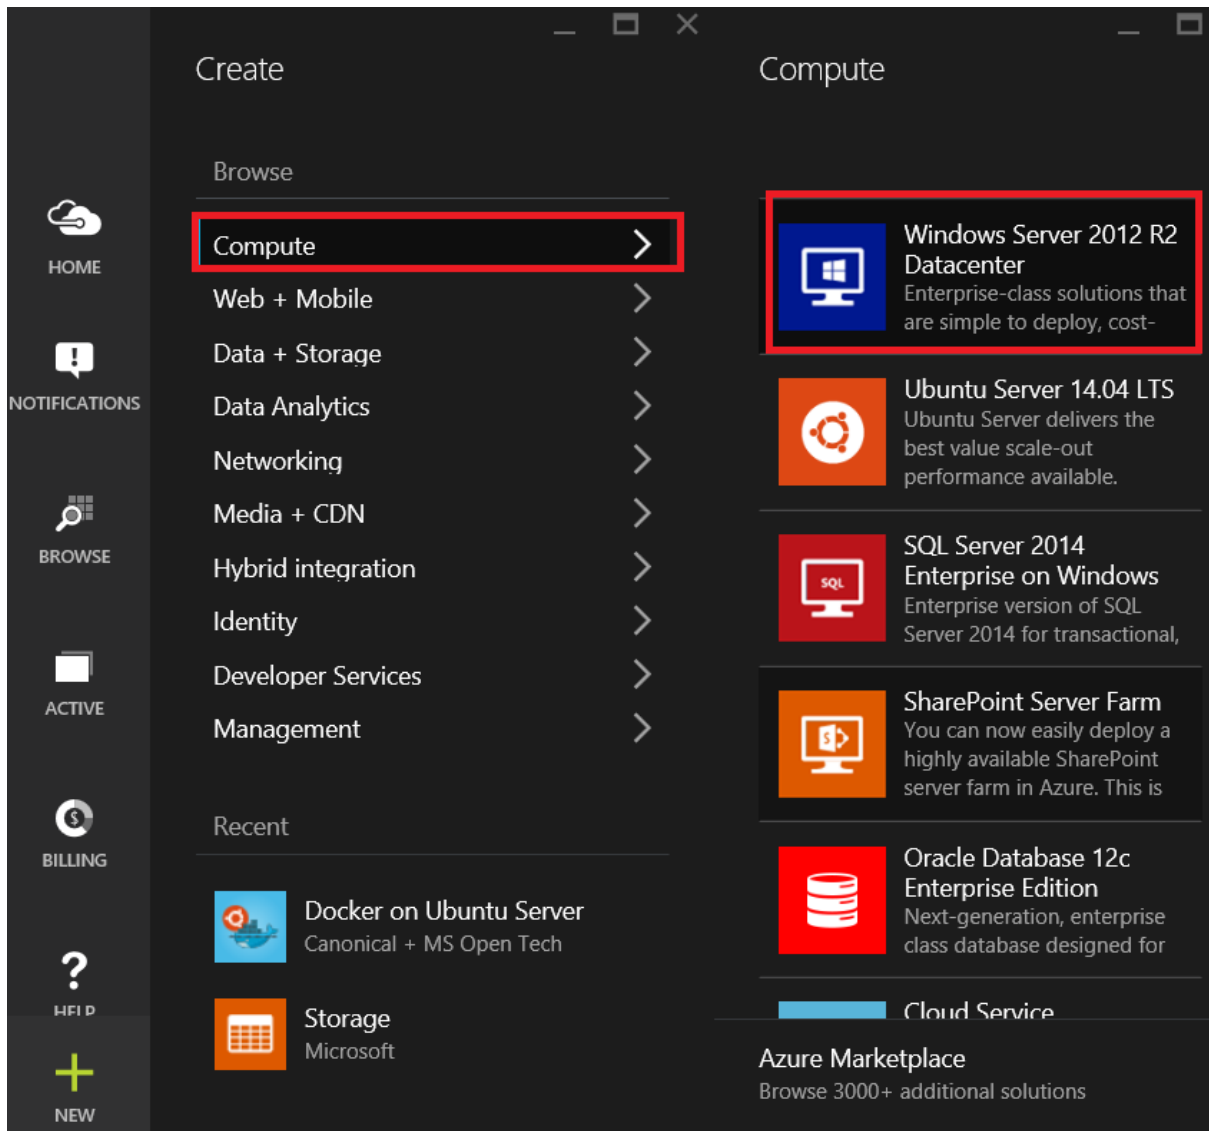 HOME
NOTIFICATIONS
BROWSE
ACTIVE
BILLING
HELP
NEW
Create
Browse
Compute
Web + Mobile
Data + Storage
Data Analytics
Networking
Media + CDN
Hybrid integration
Identity
Developer Services
Management
Recent
Docker on Ubuntu Server
Canonical + MS Open Tech
Storage
Microsoft
Compute
Windows Server 2012 R2
Datacenter
Enterprise-class solutions that
are simple to deploy, cost-
Ubuntu Server 14.04 LTS
Ubuntu Server delivers the
best value scale-out
performance available.
SQL
SQL Server 2014
Enterprise on Windows
Enterprise version of SQL
Server 2014 for transactional,
SharePoint Server Farm
You can now easily deploy a
highly available SharePoint
server farm in Azure. This is
Oracle Database 12c
Enterprise Edition
Next-generation, enterprise
class database designed for
Cloud Service
Azure Marketplace
Browse 3000+ additional solutions